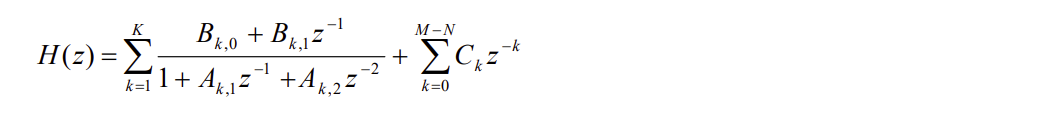 H(z) = \sum_{k=1}^{K} \frac{B_{k,0} + B_{k,1} z^{-1}}{1 + A_{k,1} z^{-1} + A_{k,2} z^{-2}} + \sum_{k=0}^{M-N} C_k z^{-k}